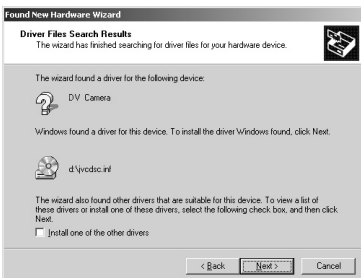 Found New Hardware Wizard
Driver Files Search Results
The wizard has finished searching for driver files for your hardware device.
The wizard found a driver for the following device:
DV Camera
Windows found a driver for this device. To install the driver Windows found, click Next.
d:\jvcdsc.inf
The wizard also found other drivers that are suitable for this device. To view a list of
these drivers or install one of these drivers, select the following check box, and then click
Next.
Install one of the other drivers
< Back
Next >
Cancel